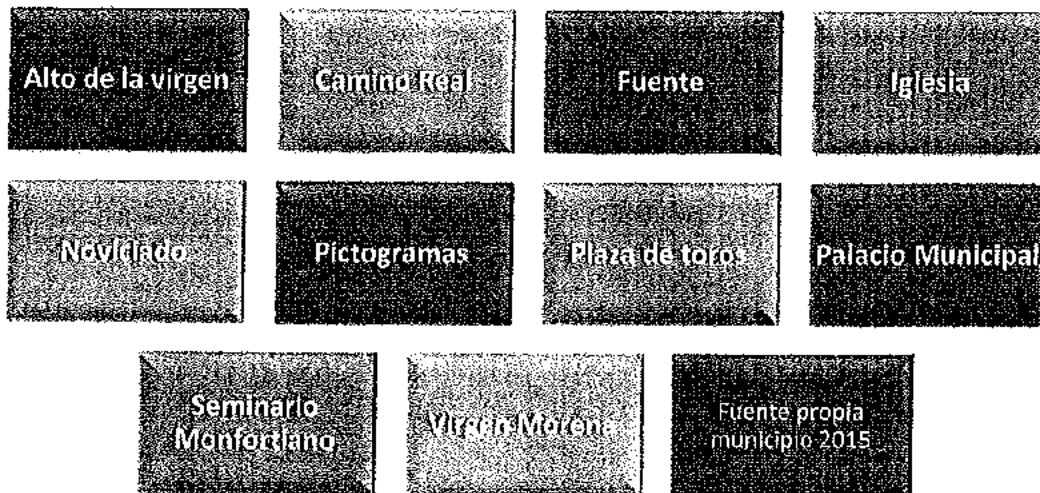 Alto de la virgen
Camino Real
Fuente
Iglesia
Noviciado
Pictogramas
Plaza de toros
Palacio Municipal
Seminario
Monfortiano
Virgen Morena
Fuente propia
municipio 2015